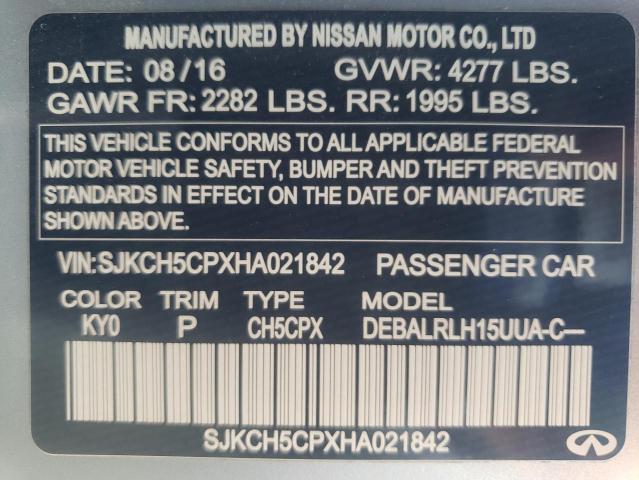 MANUFACTURED BY NISSAN MOTOR CO., LTD
DATE: 08/16 GVWR: 4277 LBS.
GAWR FR: 2282 LBS. RR: 1995 LBS.
THIS VEHICLE CONFORMS TO ALL APPLICABLE FEDERAL
MOTOR VEHICLE SAFETY, BUMPER AND THEFT PREVENTION
STANDARDS IN EFFECT ON THE DATE OF MANUFACTURE
SHOWN ABOVE.
VIN:SJKCH5CPXHA021842 PASSENGER CAR
COLOR TRIM TYPE MODEL
KY0 P CH5CPX DEBALRLH15UUA-C—
SJKCH5CPXHA021842